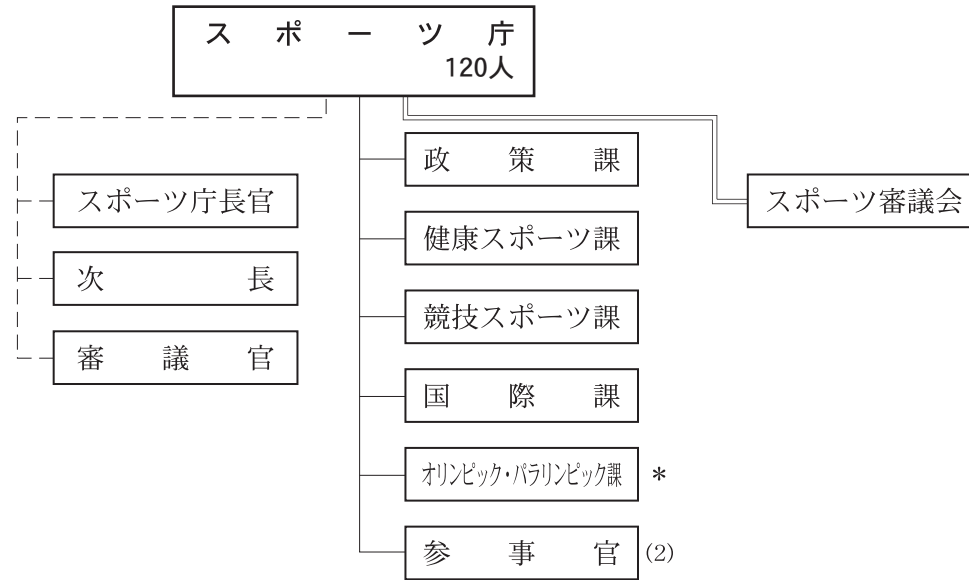 スポーツ庁
120人
スポーツ庁長官
次長
審議官
政策課
健康スポーツ課
競技スポーツ課
国際課
オリンピック・パラリンピック課 *
参事官 (2)
スポーツ審議会